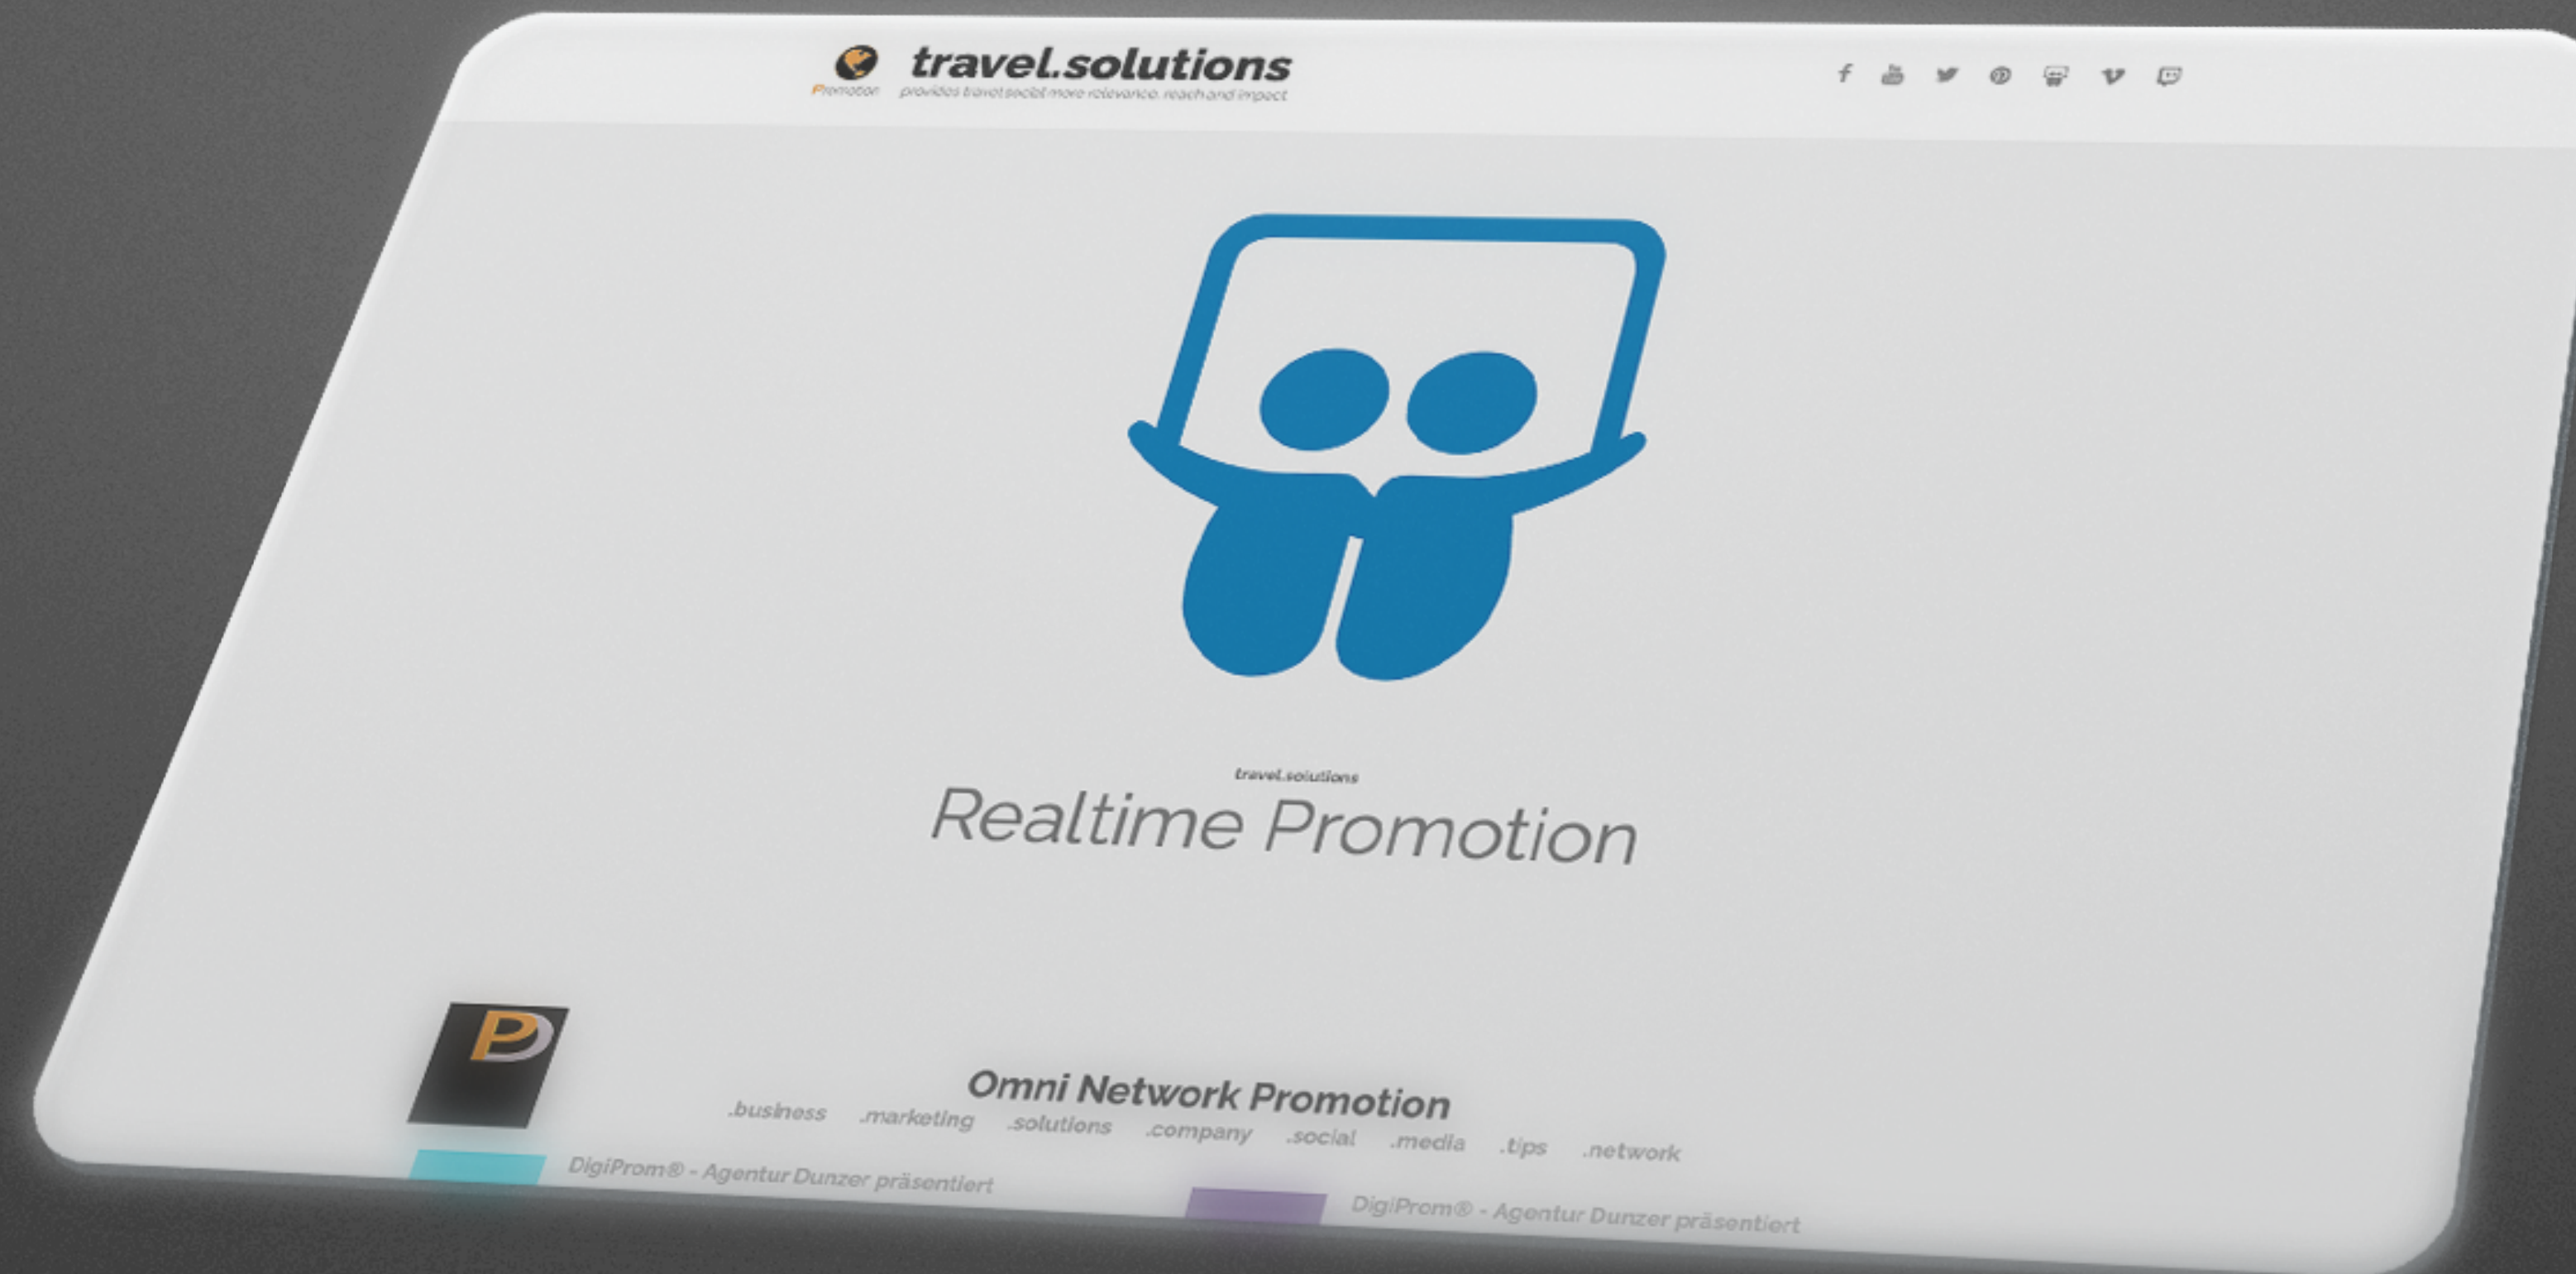 travel.solutions
Promotion
provides travel social more relevance, reach and impact
travel.solutions
Realtime Promotion
PD
Omni Network Promotion
.business .marketing .solutions .company .social .media .tips .network
DigiProm® - Agentur Dunzer präsentiert
DigiProm® - Agentur Dunzer präsentiert